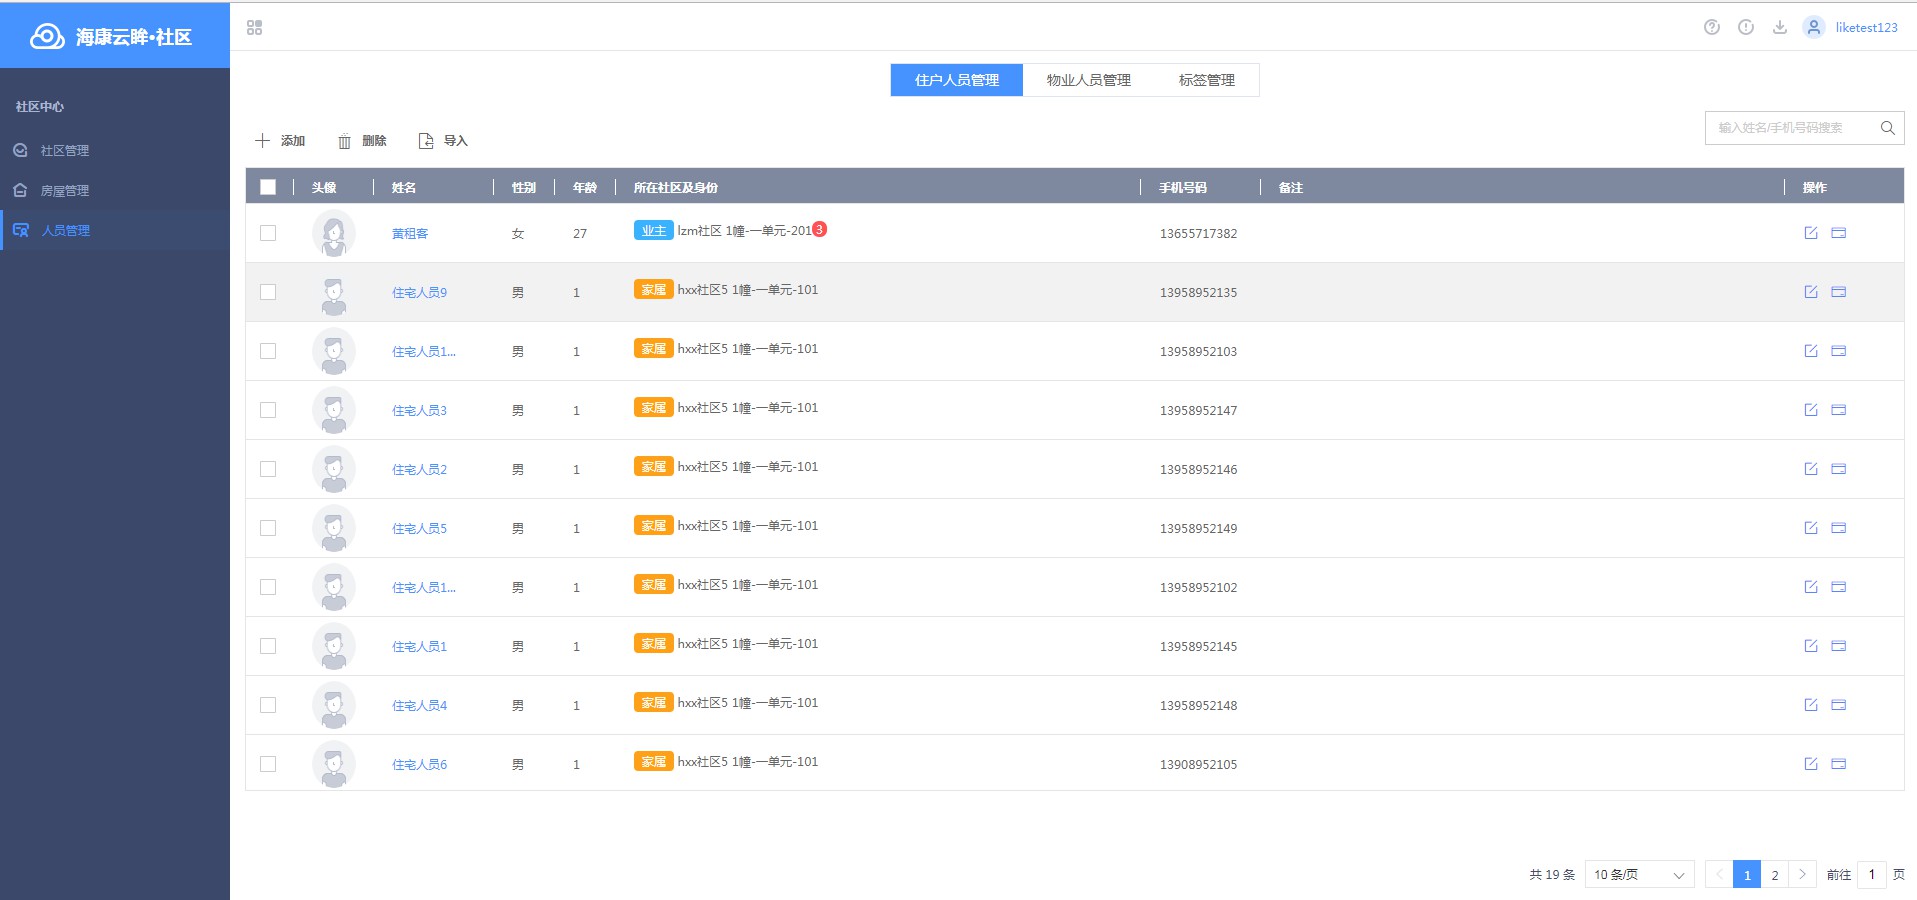 海康云眸•社区
liketest123
社区中心
社区管理
房屋管理
人员管理
住户人员管理 物业人员管理 标签管理
添加 删除 导入
输入姓名/手机号码搜索
头像 姓名 性别 年龄 所在社区及身份 手机号码 备注 操作
黄租客 女 27 业主 lzm社区 1幢-一单元-201 3 13655717382
住宅人员9 男 1 家属 hxx社区5 1幢-一单元-101 13958952135
住宅人员1... 男 1 家属 hxx社区5 1幢-一单元-101 13958952103
住宅人员3 男 1 家属 hxx社区5 1幢-一单元-101 13958952147
住宅人员2 男 1 家属 hxx社区5 1幢-一单元-101 13958952146
住宅人员5 男 1 家属 hxx社区5 1幢-一单元-101 13958952149
住宅人员1... 男 1 家属 hxx社区5 1幢-一单元-101 13958952102
住宅人员1 男 1 家属 hxx社区5 1幢-一单元-101 13958952145
住宅人员4 男 1 家属 hxx社区5 1幢-一单元-101 13958952148
住宅人员6 男 1 家属 hxx社区5 1幢-一单元-101 13908952105
共 19 条 10 条/页 1 2 前往 1 页